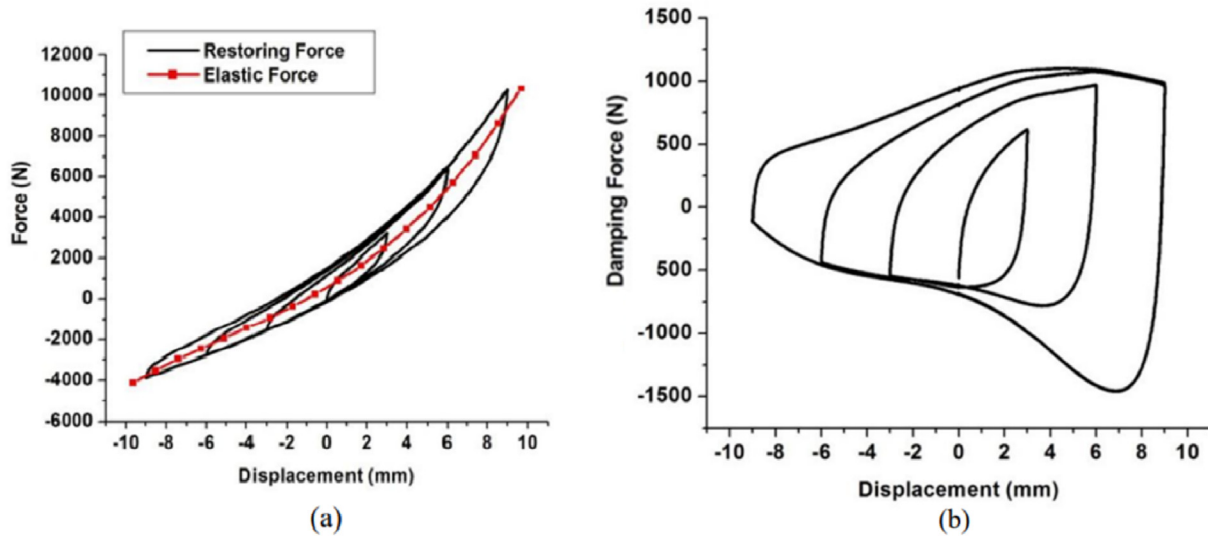 Restoring Force
Elastic Force
12000
10000
8000
6000
4000
2000
0
-2000
-4000
-6000
Force (N)
-10 -8 -6 -4 -2 0 2 4 6 8 10
Displacement (mm)
(a)
1500
1000
500
0
500
-1000
-1500
Damping Force (N)
-10 -8 -6 -4 -2 0 2 4 6 8 10
Displacement (mm)
(b)